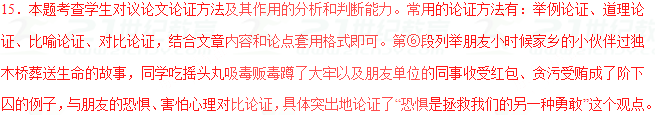 15．本题考查学生对议论文论证方法及其作用的分析和判断能力。常用的论证方法有：举例论证、道理论
证、比喻论证、对比论证，结合文章内容和论点套用格式即可。第⑥段列举朋友小时候家乡的小伙伴过独
木桥葬送生命的故事，同学吃摇头丸吸毒贩毒蹲了大牢以及朋友单位的同事收受红包、贪污受贿成了阶下
囚的例子，与朋友的恐惧、害怕心理对比论证，具体突出地论证了“恐惧是拯救我们的另一种勇敢”这个观点。